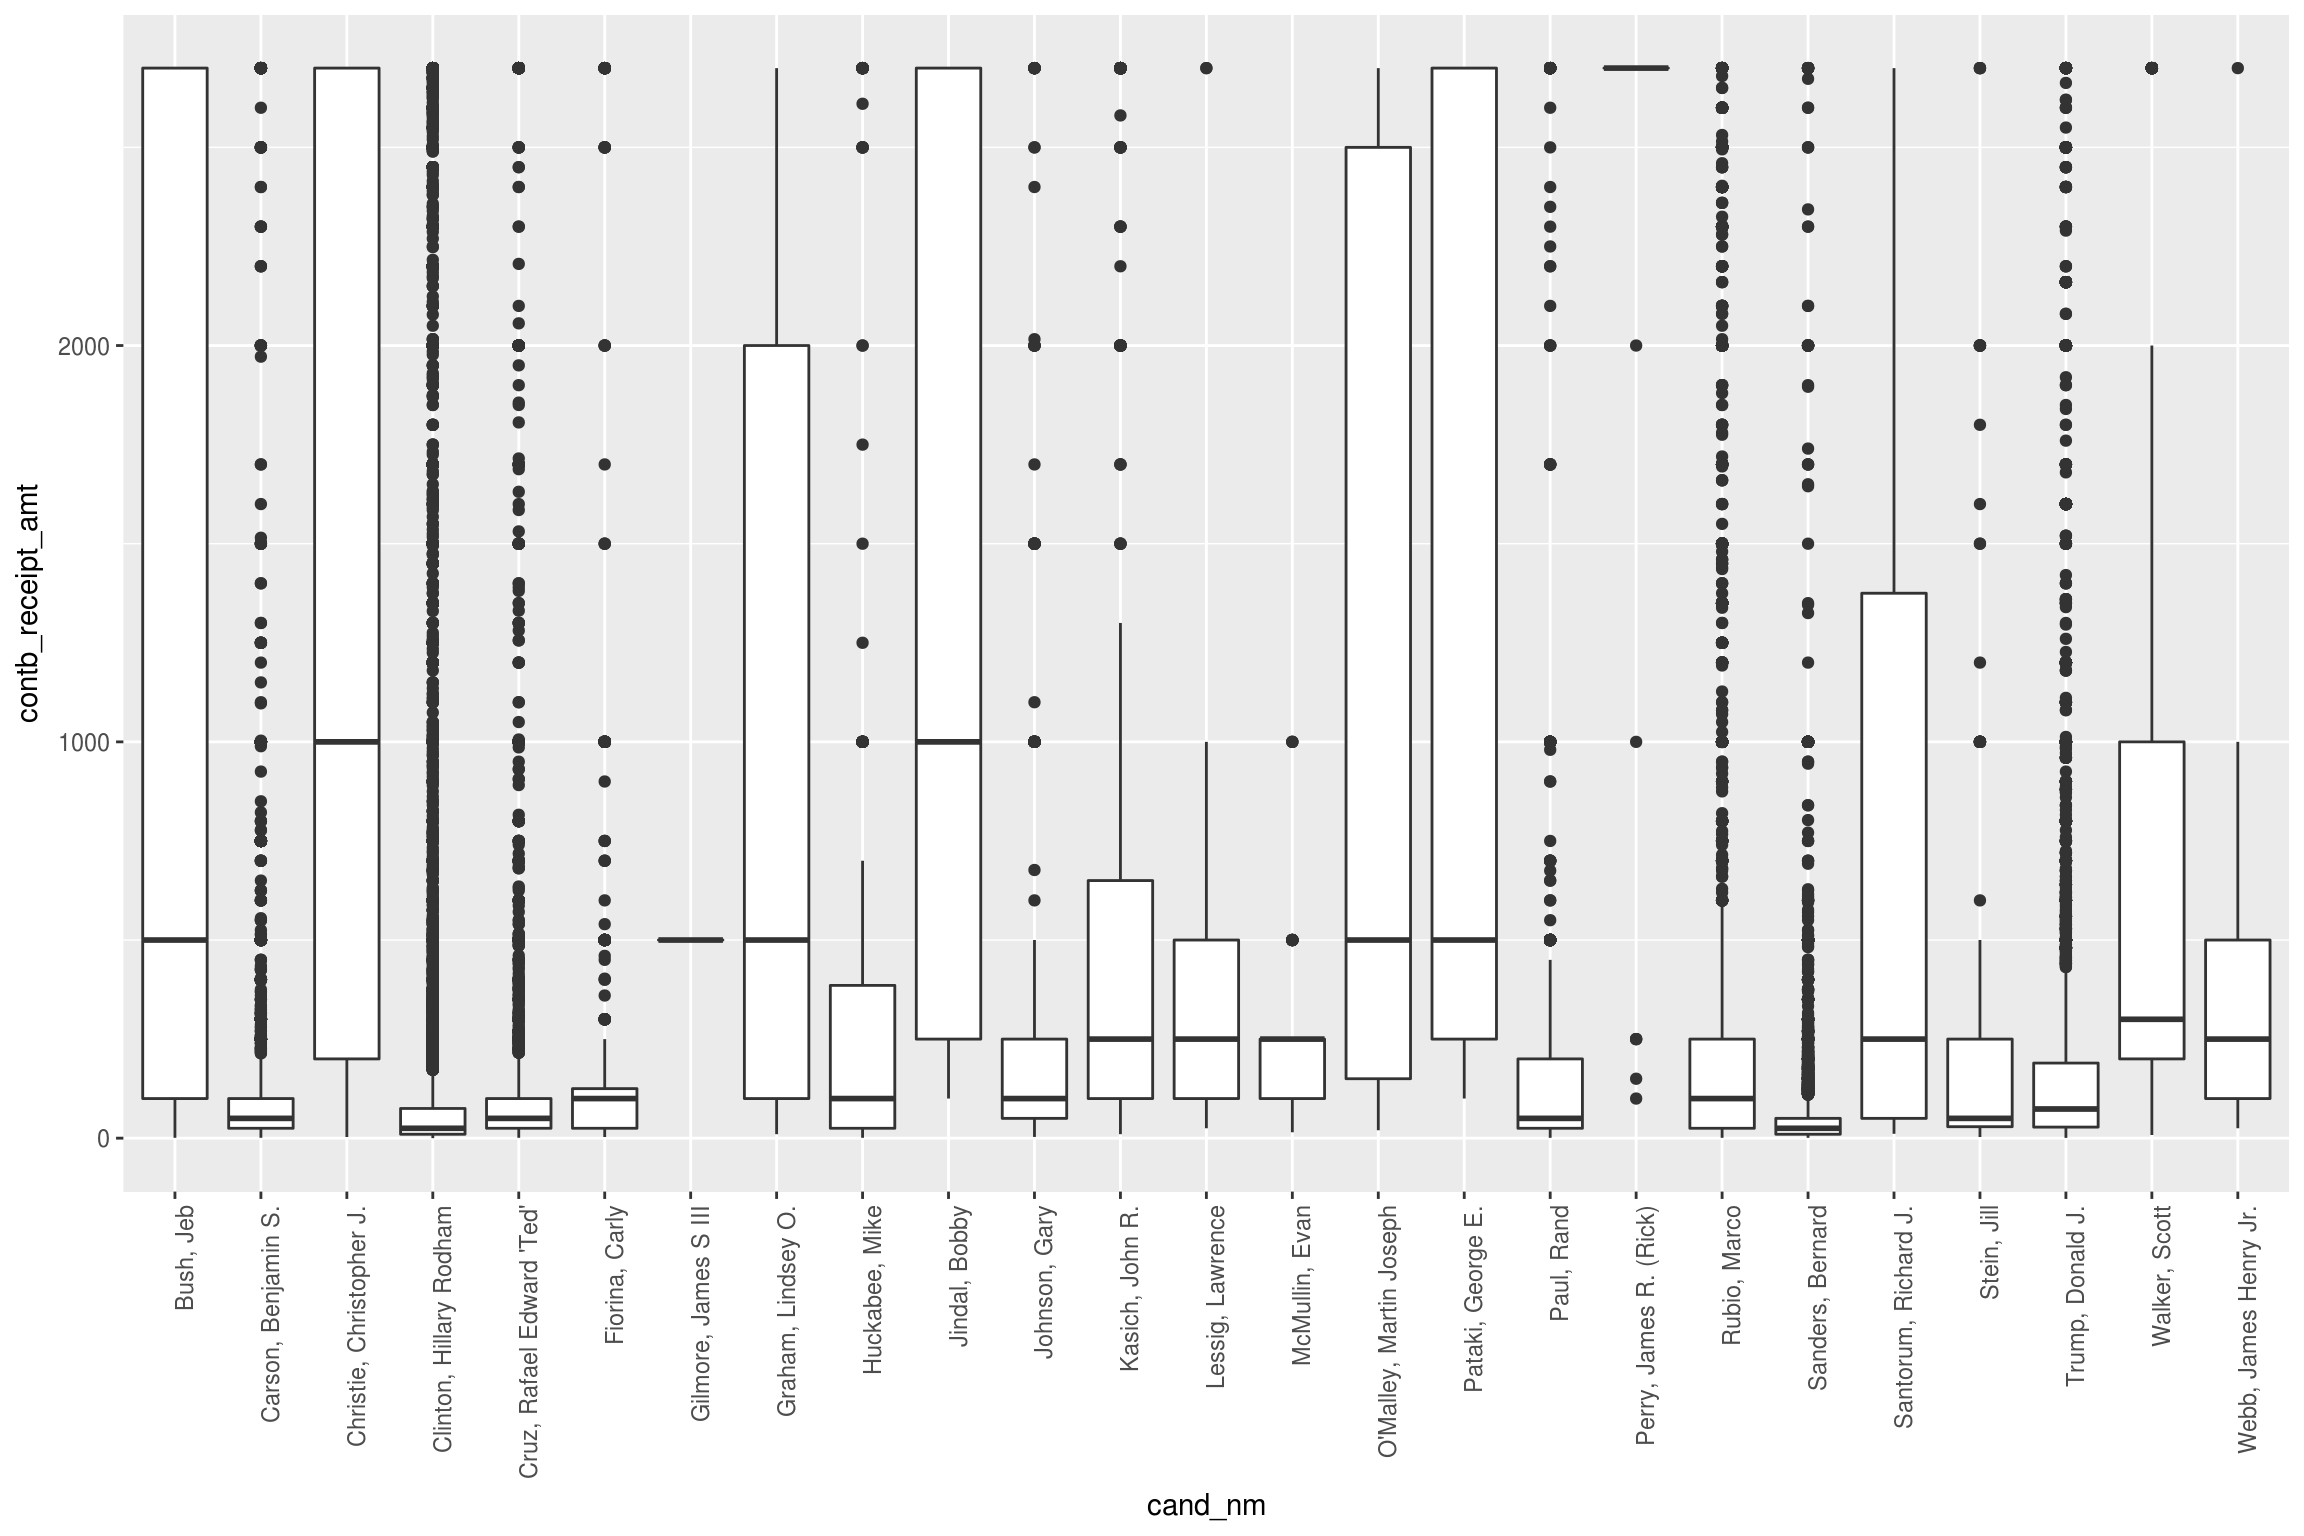 contb_receipt_amt
2000
1000
0
Bush, Jeb
Carson, Benjamin S.
Christie, Christopher J.
Clinton, Hillary Rodham
Cruz, Rafael Edward 'Ted'
Fiorina, Carly
Gilmore, James S III
Graham, Lindsey O.
Huckabee, Mike
Jindal, Bobby
Johnson, Gary
Kasich, John R.
Lessig, Lawrence
McMullin, Evan
O'Malley, Martin Joseph
Pataki, George E.
Paul, Rand
Perry, James R. (Rick)
Rubio, Marco
Sanders, Bernard
Santorum, Richard J.
Stein, Jill
Trump, Donald J.
Walker, Scott
Webb, James Henry Jr.
cand_nm